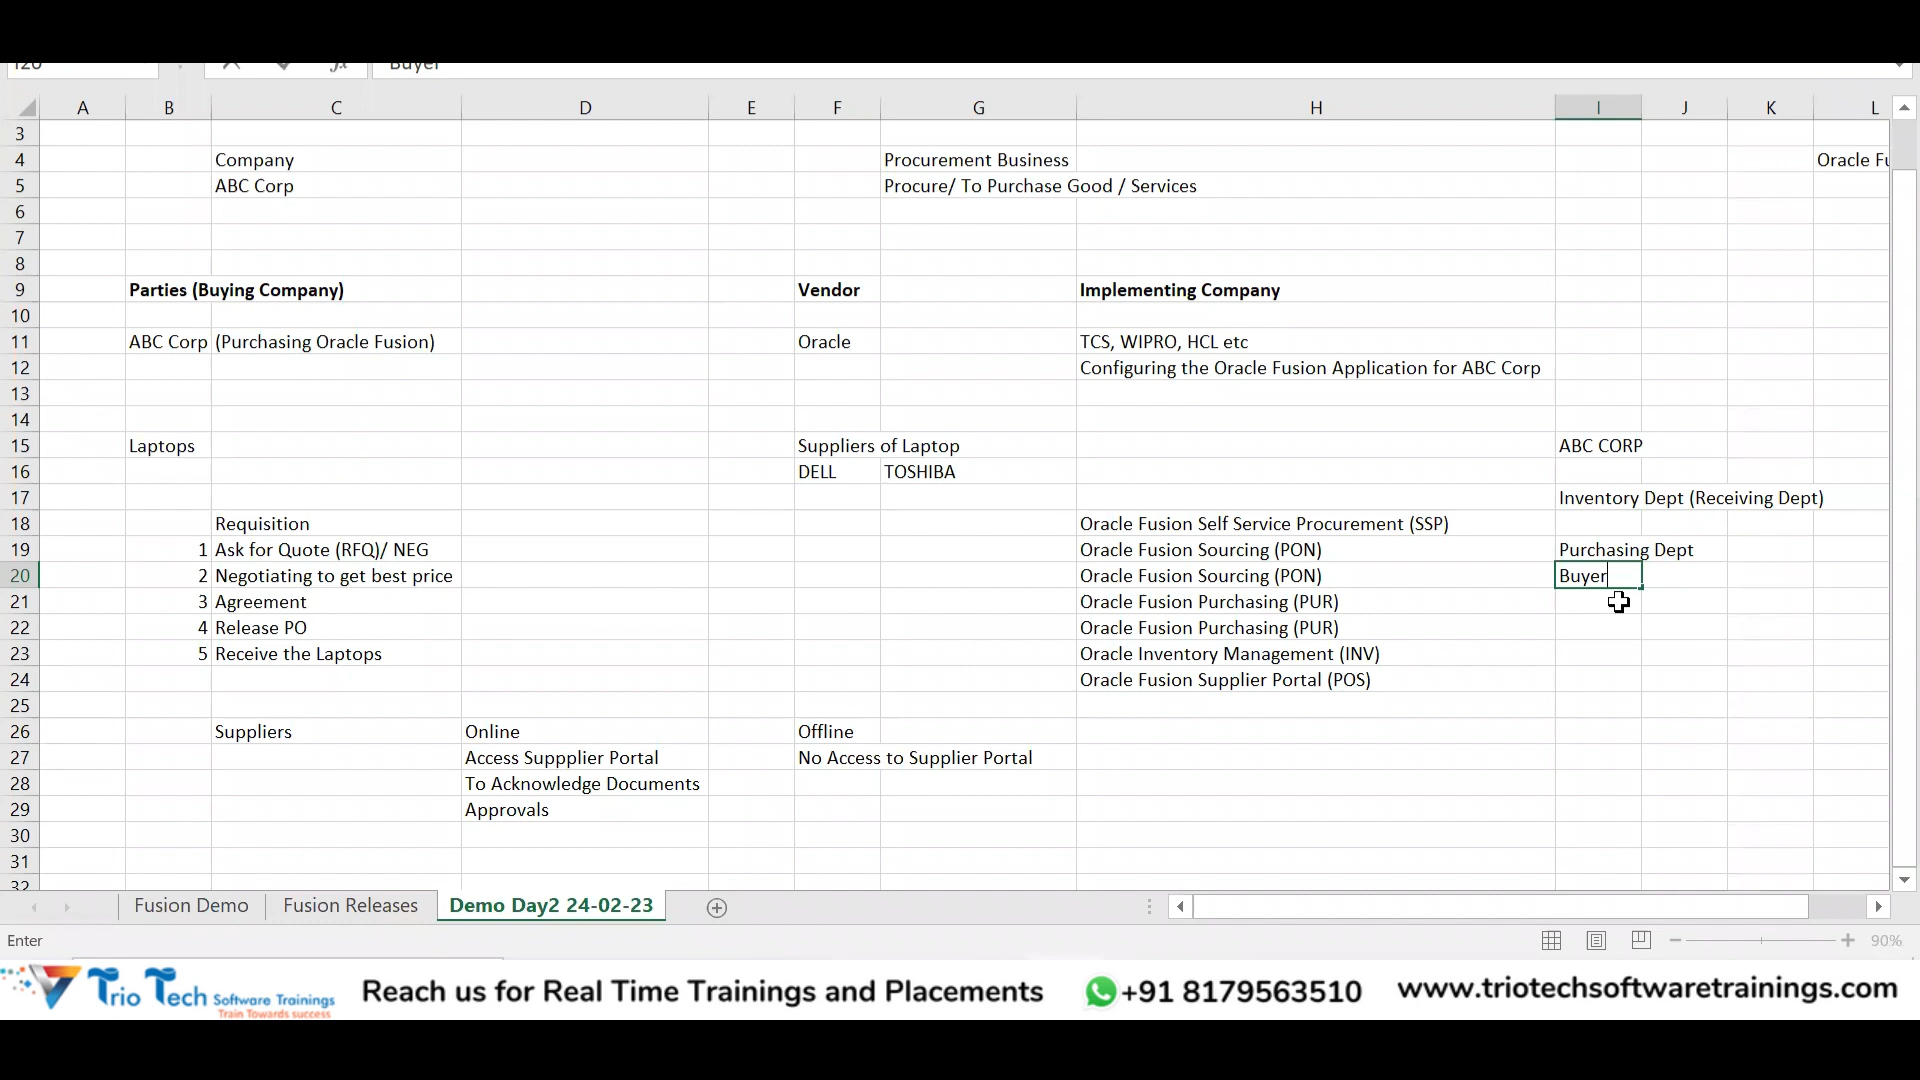 I20 Buyer
A B C D E F G H I J K L
3
4 Company Procurement Business Oracle Fu
5 ABC Corp Procure/ To Purchase Good / Services
6
7
8
9 Parties (Buying Company) Vendor Implementing Company
10
11 ABC Corp (Purchasing Oracle Fusion) Oracle TCS, WIPRO, HCL etc
12 Configuring the Oracle Fusion Application for ABC Corp
13
14
15 Laptops Suppliers of Laptop ABC CORP
16 DELL TOSHIBA
17 Inventory Dept (Receiving Dept)
18 Requisition Oracle Fusion Self Service Procurement (SSP)
19 1 Ask for Quote (RFQ)/ NEG Oracle Fusion Sourcing (PON) Purchasing Dept
20 2 Negotiating to get best price Oracle Fusion Sourcing (PON) Buyer
21 3 Agreement Oracle Fusion Purchasing (PUR)
22 4 Release PO Oracle Fusion Purchasing (PUR)
23 5 Receive the Laptops Oracle Inventory Management (INV)
24 Oracle Fusion Supplier Portal (POS)
25
26 Suppliers Online Offline
27 Access Suppplier Portal No Access to Supplier Portal
28 To Acknowledge Documents
29 Approvals
30
31
32
Fusion Demo Fusion Releases Demo Day2 24-02-23
Enter 90%
Trio Tech Software Trainings Reach us for Real Time Trainings and Placements +91 8179563510 www.triotechsoftwaretrainings.com
Train Towards success